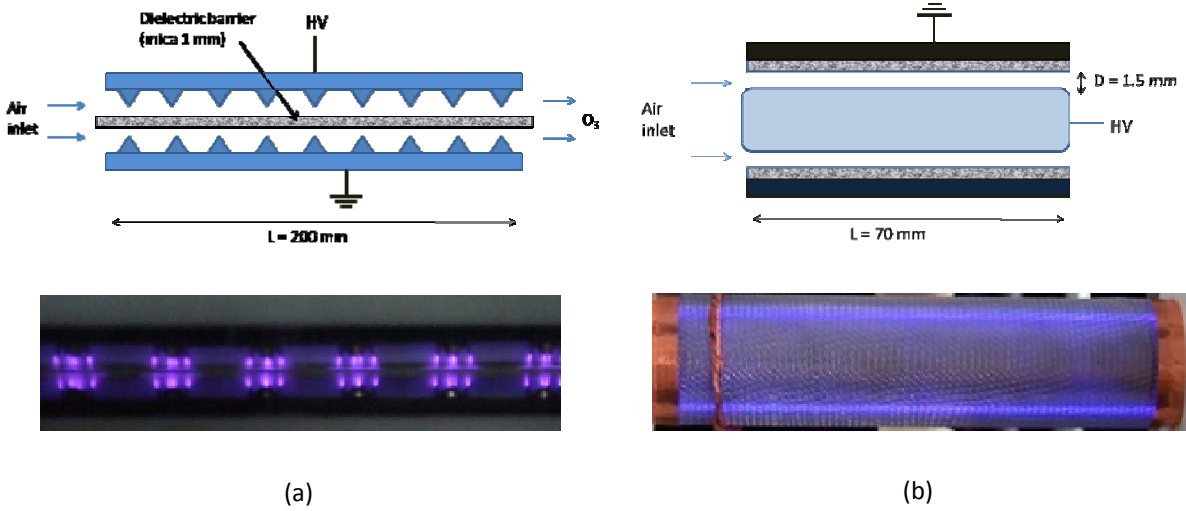 Dielectric barrier
(mica 1 mm)
HV
Air
inlet
O₃
L = 200 mm
D = 1.5 mm
Air
inlet
HV
L = 70 mm
(a)
(b)